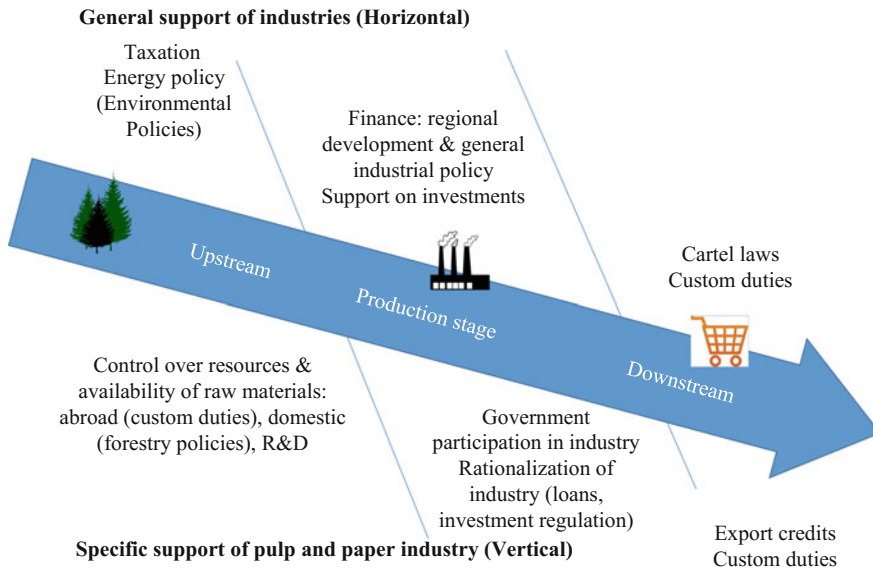 General support of industries (Horizontal)
Taxation
Energy policy
(Environmental
Policies)
Finance: regional
development & general
industrial policy
Support on investments
Cartel laws
Custom duties
Upstream
Production stage
Downstream
Control over resources &
availability of raw materials:
abroad (custom duties), domestic
(forestry policies), R&D
Government
participation in industry
Rationalization of
industry (loans,
investment regulation)
Export credits
Custom duties
Specific support of pulp and paper industry (Vertical)